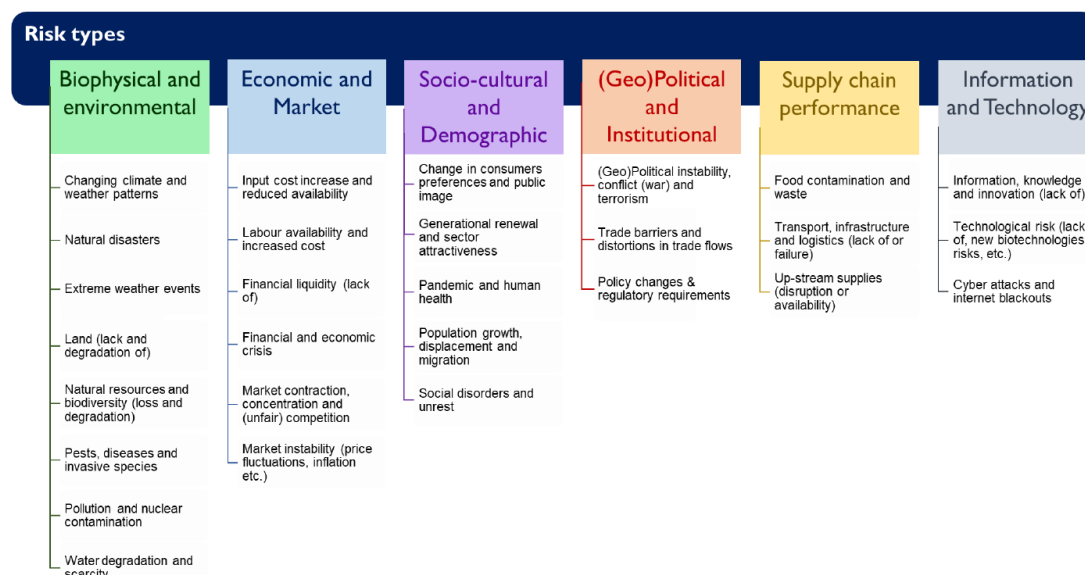 Risk types
Biophysical and
environmental
Changing climate and
weather patterns
Natural disasters
Extreme weather events
Land (lack and
degradation of)
Natural resources and
biodiversity (loss and
degradation)
Pests, diseases and
invasive species
Pollution and nuclear
contamination
Water degradation and
scarcity
Economic and
Market
Input cost increase and
reduced availability
Labour availability and
increased cost
Financial liquidity (lack
of)
Financial and economic
crisis
Market contraction,
concentration and
(unfair) competition
Market instability (price
fluctuations, inflation
etc.)
Socio-cultural
and
Demographic
Change in consumers
preferences and public
image
Generational renewal
and sector
attractiveness
Pandemic and human
health
Population growth,
displacement and
migration
Social disorders and
unrest
(Geo)Political
and
Institutional
(Geo)Political instability,
conflict (war) and
terrorism
Trade barriers and
distortions in trade flows
Policy changes &
regulatory requirements
Supply chain
performance
Food contamination and
waste
Transport, infrastructure
and logistics (lack of or
failure)
Up-stream supplies
(disruption or
availability)
Information
and Technology
Information, knowledge
and innovation (lack of)
Technological risk (lack
of, new biotechnologies
risks, etc.)
Cyber attacks and
internet blackouts